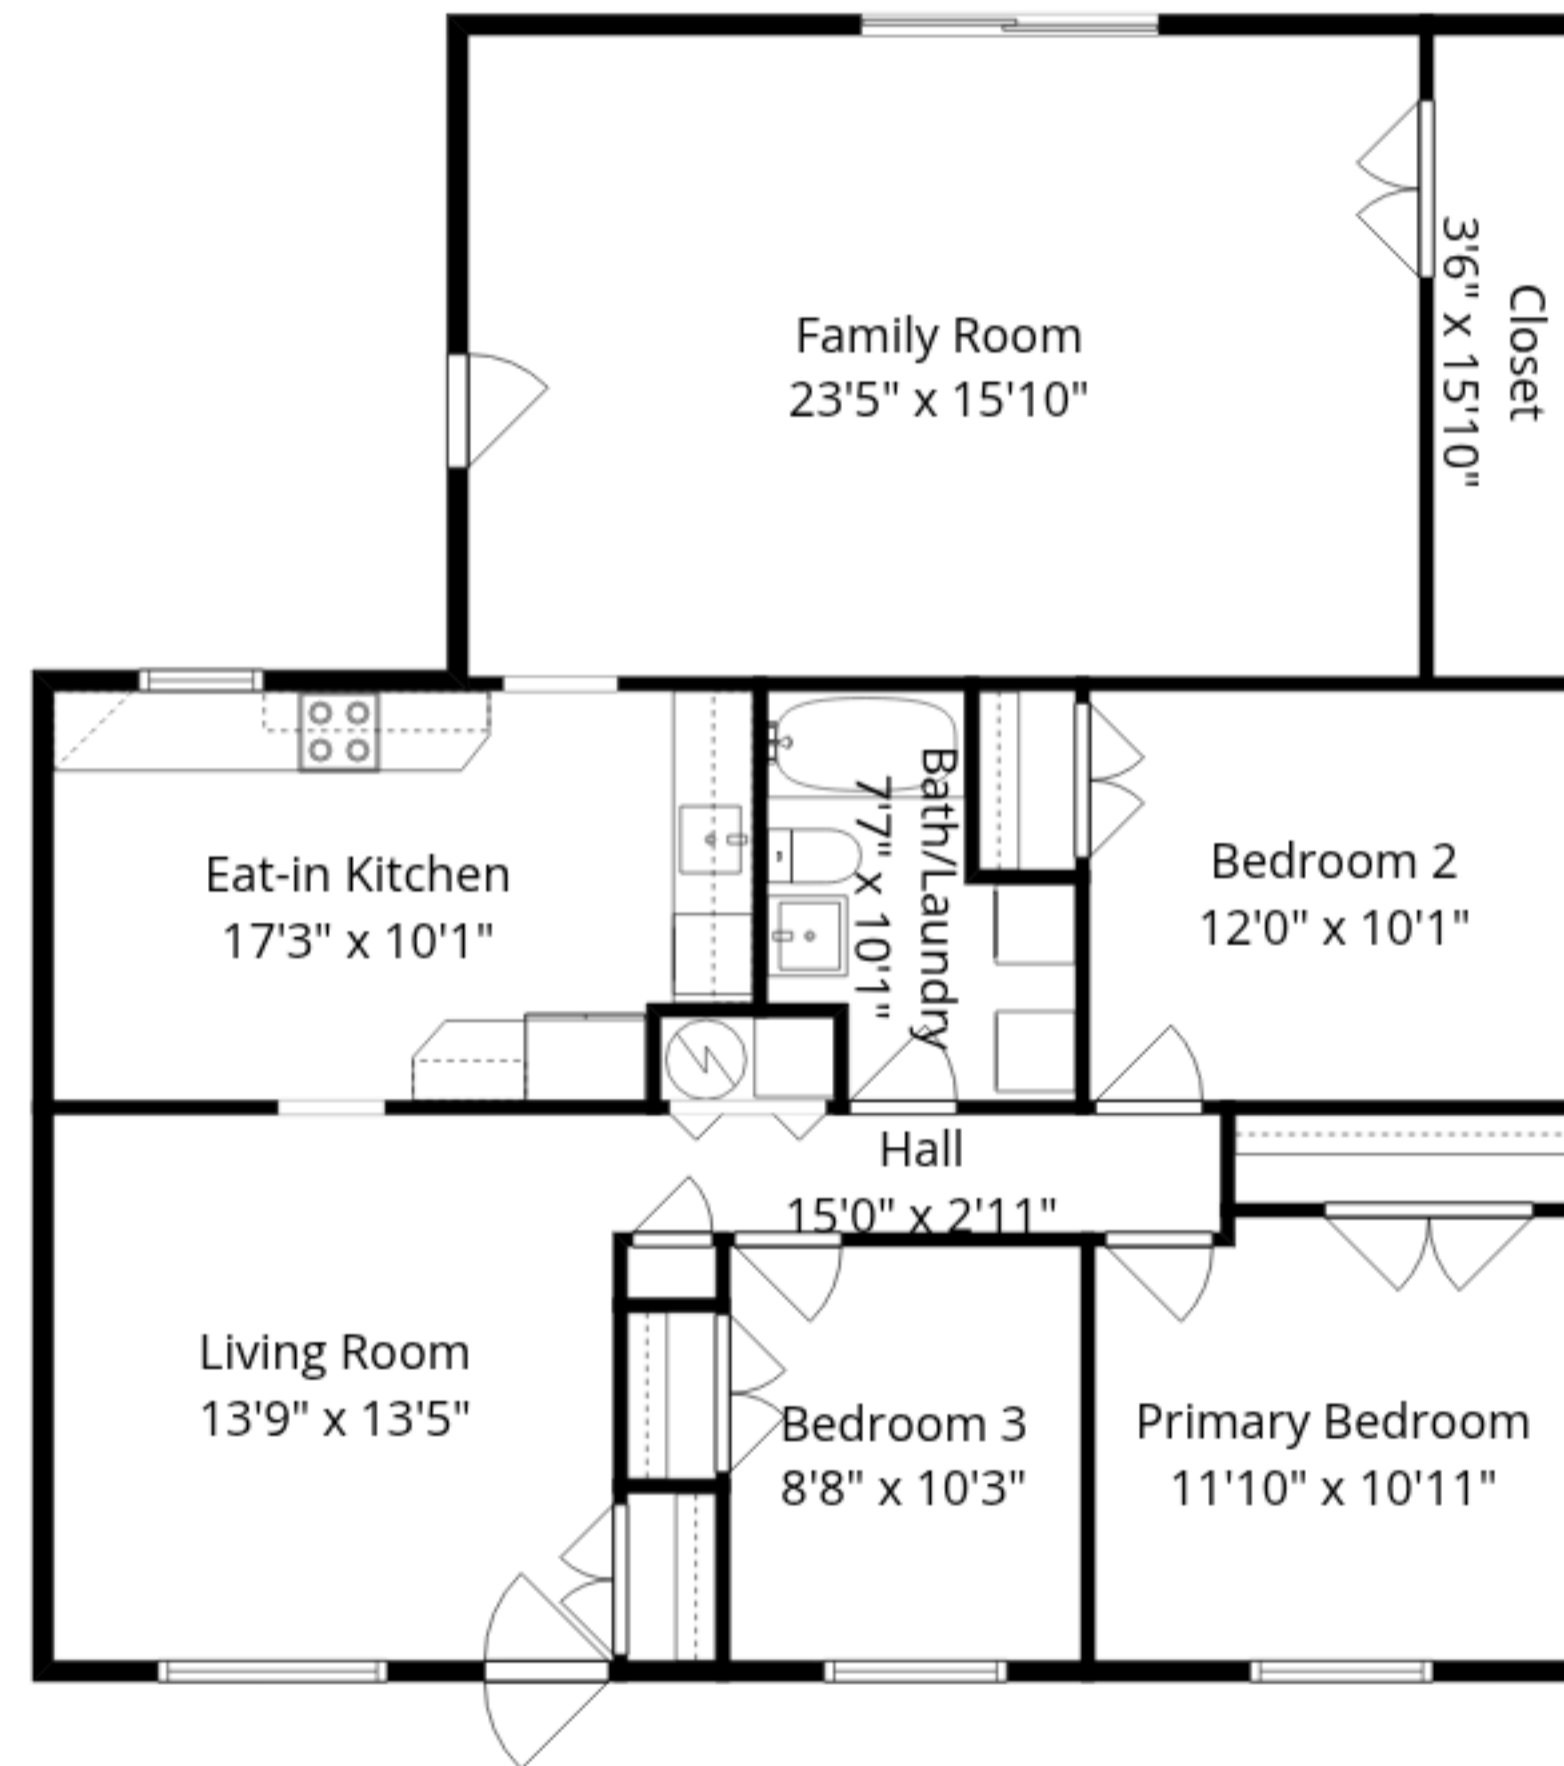 Family Room
23'5" x 15'10"
Closet
3'6" x 15'10"
Eat-in Kitchen
17'3" x 10'1"
Bath/Laundry
7'7" x 10'1"
Bedroom 2
12'0" x 10'1"
Hall
15'0" x 2'11"
Living Room
13'9" x 13'5"
Bedroom 3
8'8" x 10'3"
Primary Bedroom
11'10" x 10'11"